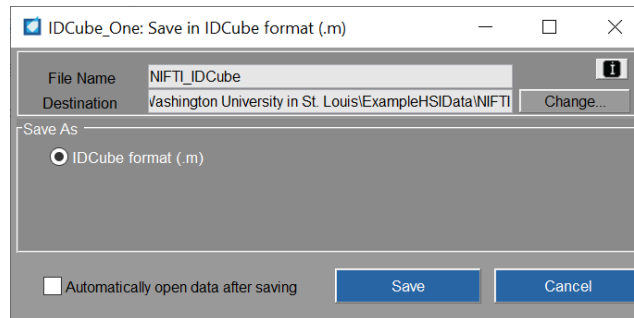 IDCube_One: Save in IDCube format (.m)
File Name NIFTI_IDCube
Destination Washington University in St. Louis\ExampleHSIData\NIFTI Change...
Save As
IDCube format (.m)
Automatically open data after saving Save Cancel